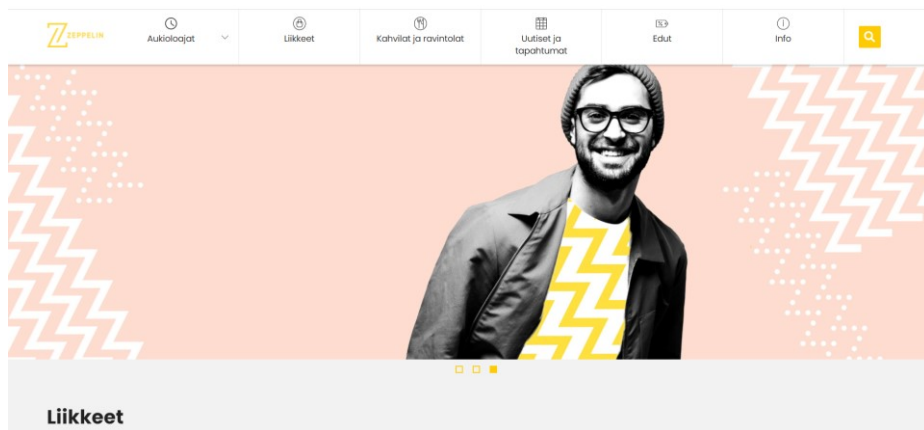 ZEPPELIN
Aukioloajat
Liikkeet
Kahvilat ja ravintolat
Uutiset ja
tapahtumat
Edut
Info
Liikkeet